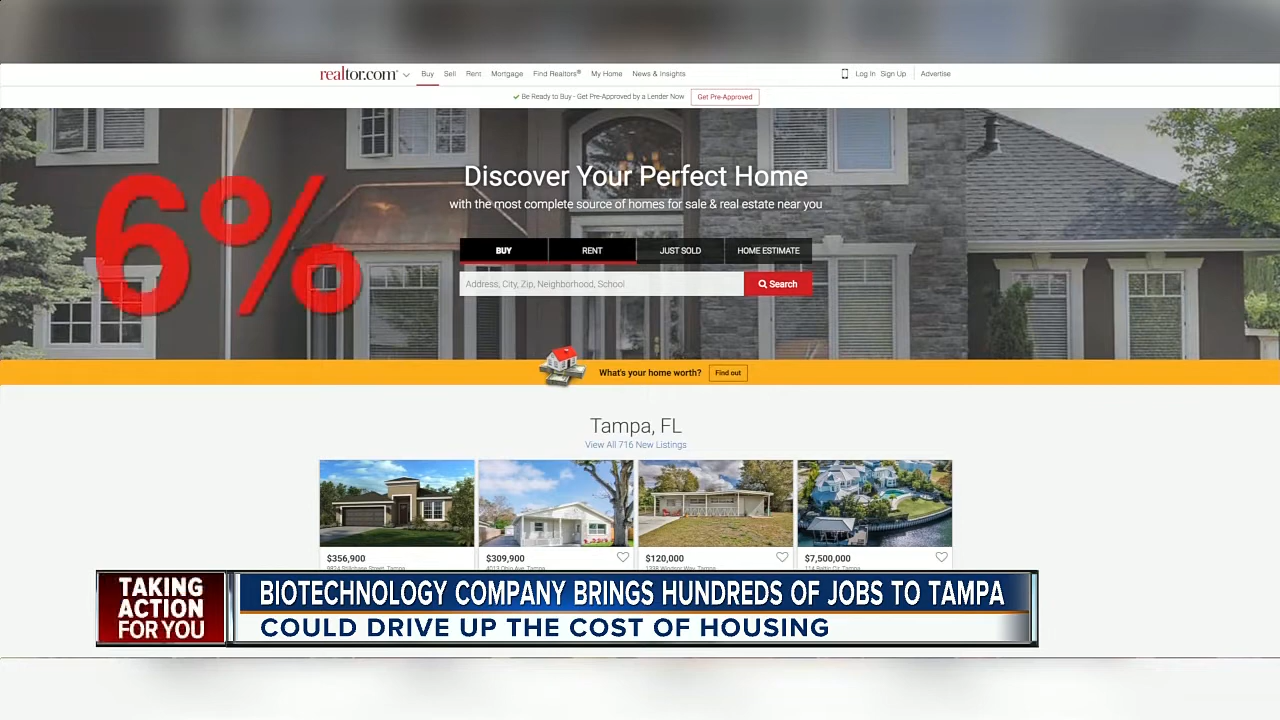 realtor.com®
Buy Sell Rent Mortgage Find Realtors® My Home News & Insights Log In Sign Up Advertise
Be Ready to Buy - Get Pre-Approved by a Lender Now Get Pre-Approved
6%
Discover Your Perfect Home
with the most complete source of homes for sale & real estate near you
BUY RENT JUST SOLD HOME ESTIMATE
Address, City, Zip, Neighborhood, School Search
What's your home worth? Find out
Tampa, FL
View All 716 New Listings
$356,900 $309,900 $120,000 $7,500,000
TAKING
ACTION
FOR YOU
BIOTECHNOLOGY COMPANY BRINGS HUNDREDS OF JOBS TO TAMPA
COULD DRIVE UP THE COST OF HOUSING